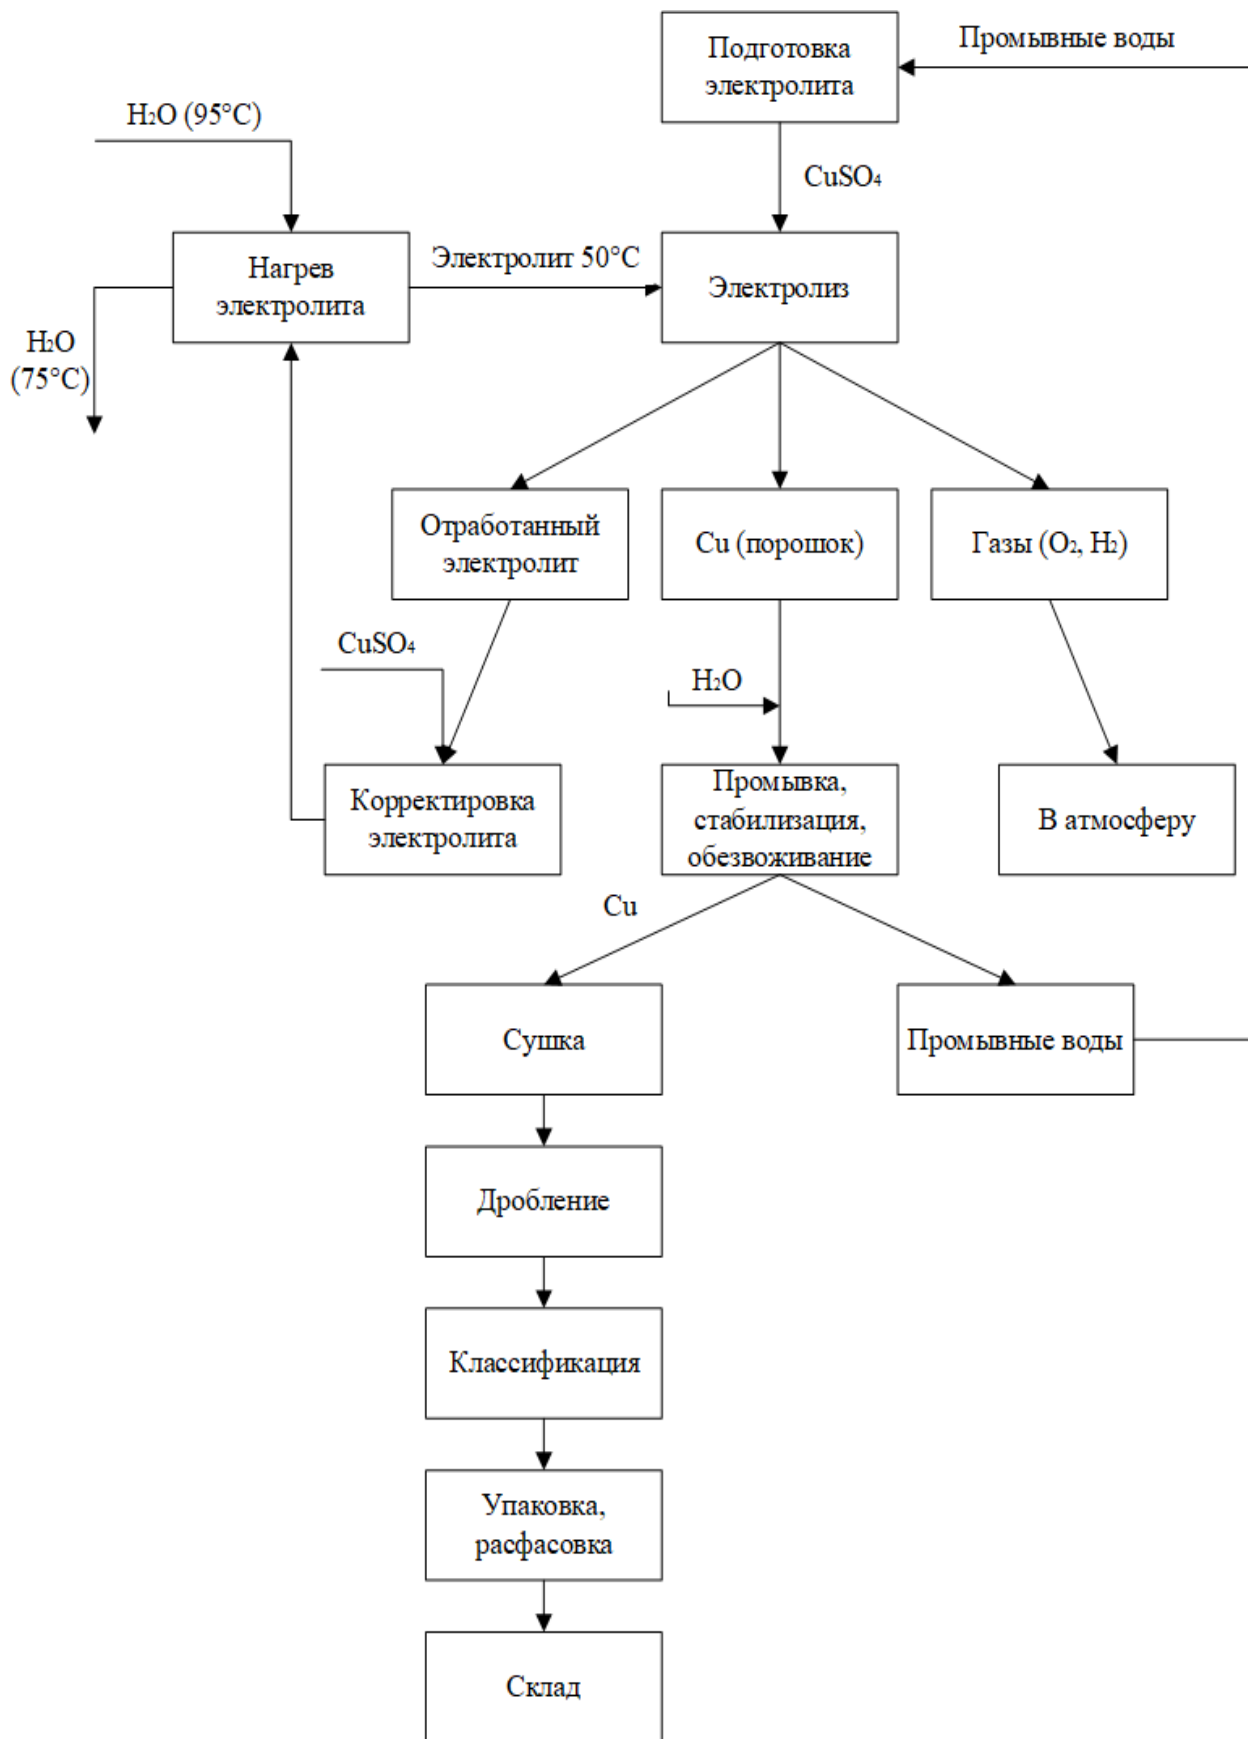 Подготовка
электролита
Промывные воды
H₂O (95°C)
CuSO₄
Нагрев
электролита
Электролит 50°C
Электролиз
H₂O
(75°C)
Отработанный
электролит
Cu (порошок)
Газы (O₂, H₂)
CuSO₄
H₂O
Корректировка
электролита
Промывка,
стабилизация,
обезвоживание
В атмосферу
Cu
Сушка
Промывные воды
Дробление
Классификация
Упаковка,
расфасовка
Склад